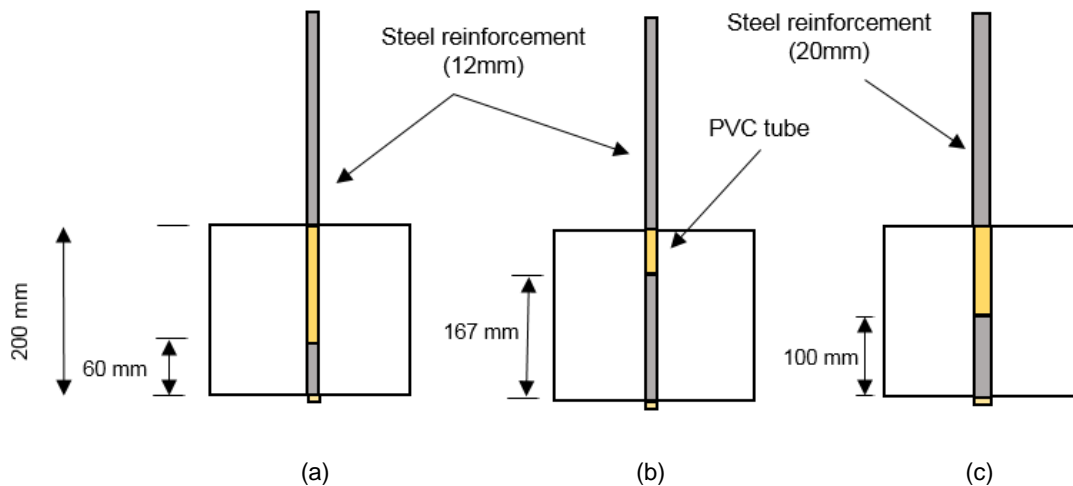 Steel reinforcement
(12mm)
Steel reinforcement
(20mm)
PVC tube
200 mm
60 mm
167 mm
100 mm
(a)
(b)
(c)